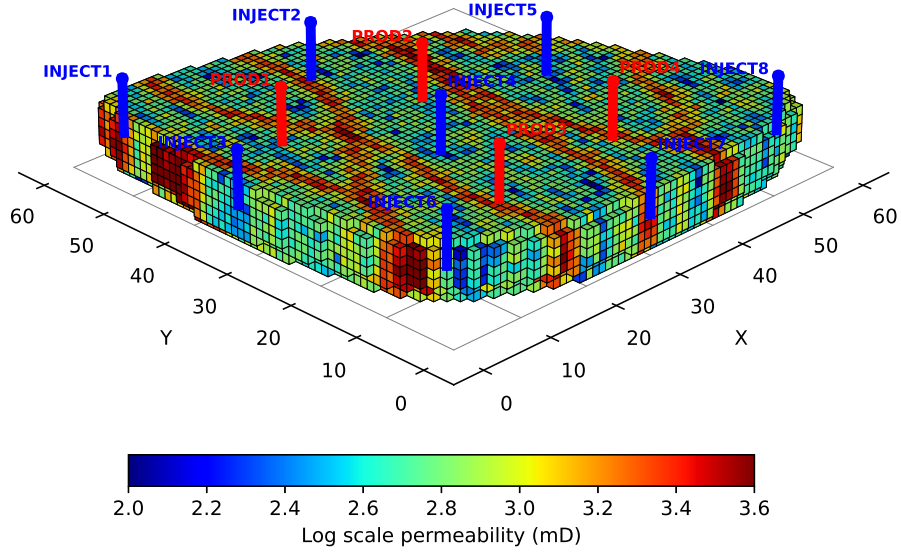 INJECT5
INJECT2
PROD2
INJECT1
PROD1
INJECT4
PROD4
INJECT8
INJECT3
PROD3
INJECT7
INJECT6
60
50
40
30
20
10
0
Y
0
10
20
30
40
50
60
X
2.0 2.2 2.4 2.6 2.8 3.0 3.2 3.4 3.6
Log scale permeability (mD)